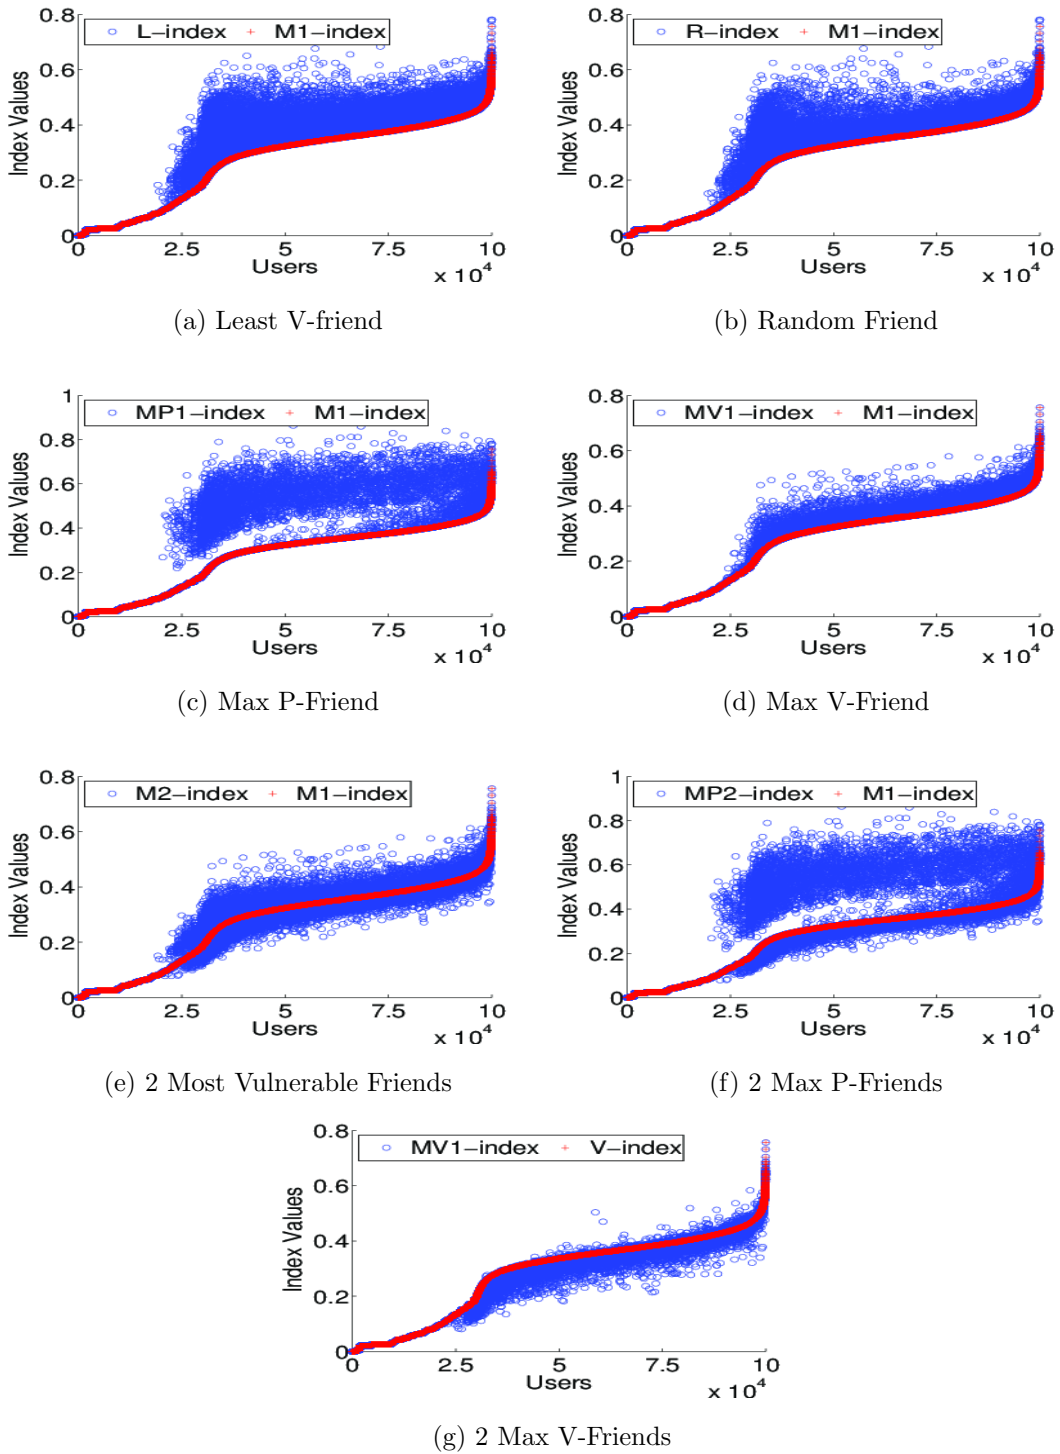 0.8
L-index M1-index
0.6
0.4
0.2
0
Index Values
0 2.5 5 7.5 10
Users
x 10^4
(a) Least V-friend
0.8
R-index M1-index
0.6
0.4
0.2
0
Index Values
0 2.5 5 7.5 10
Users
x 10^4
(b) Random Friend
1
MP1-index M1-index
0.8
0.6
0.4
0.2
0
Index Values
0 2.5 5 7.5 10
Users
x 10^4
(c) Max P-Friend
0.8
MV1-index M1-index
0.6
0.4
0.2
0
Index Values
0 2.5 5 7.5 10
Users
x 10^4
(d) Max V-Friend
0.8
M2-index M1-index
0.6
0.4
0.2
0
Index Values
0 2.5 5 7.5 10
Users
x 10^4
(e) 2 Most Vulnerable Friends
1
MP2-index M1-index
0.8
0.6
0.4
0.2
0
Index Values
0 2.5 5 7.5 10
Users
x 10^4
(f) 2 Max P-Friends
0.8
MV1-index V-index
0.6
0.4
0.2
0
Index Values
0 2.5 5 7.5 10
Users
x 10^4
(g) 2 Max V-Friends